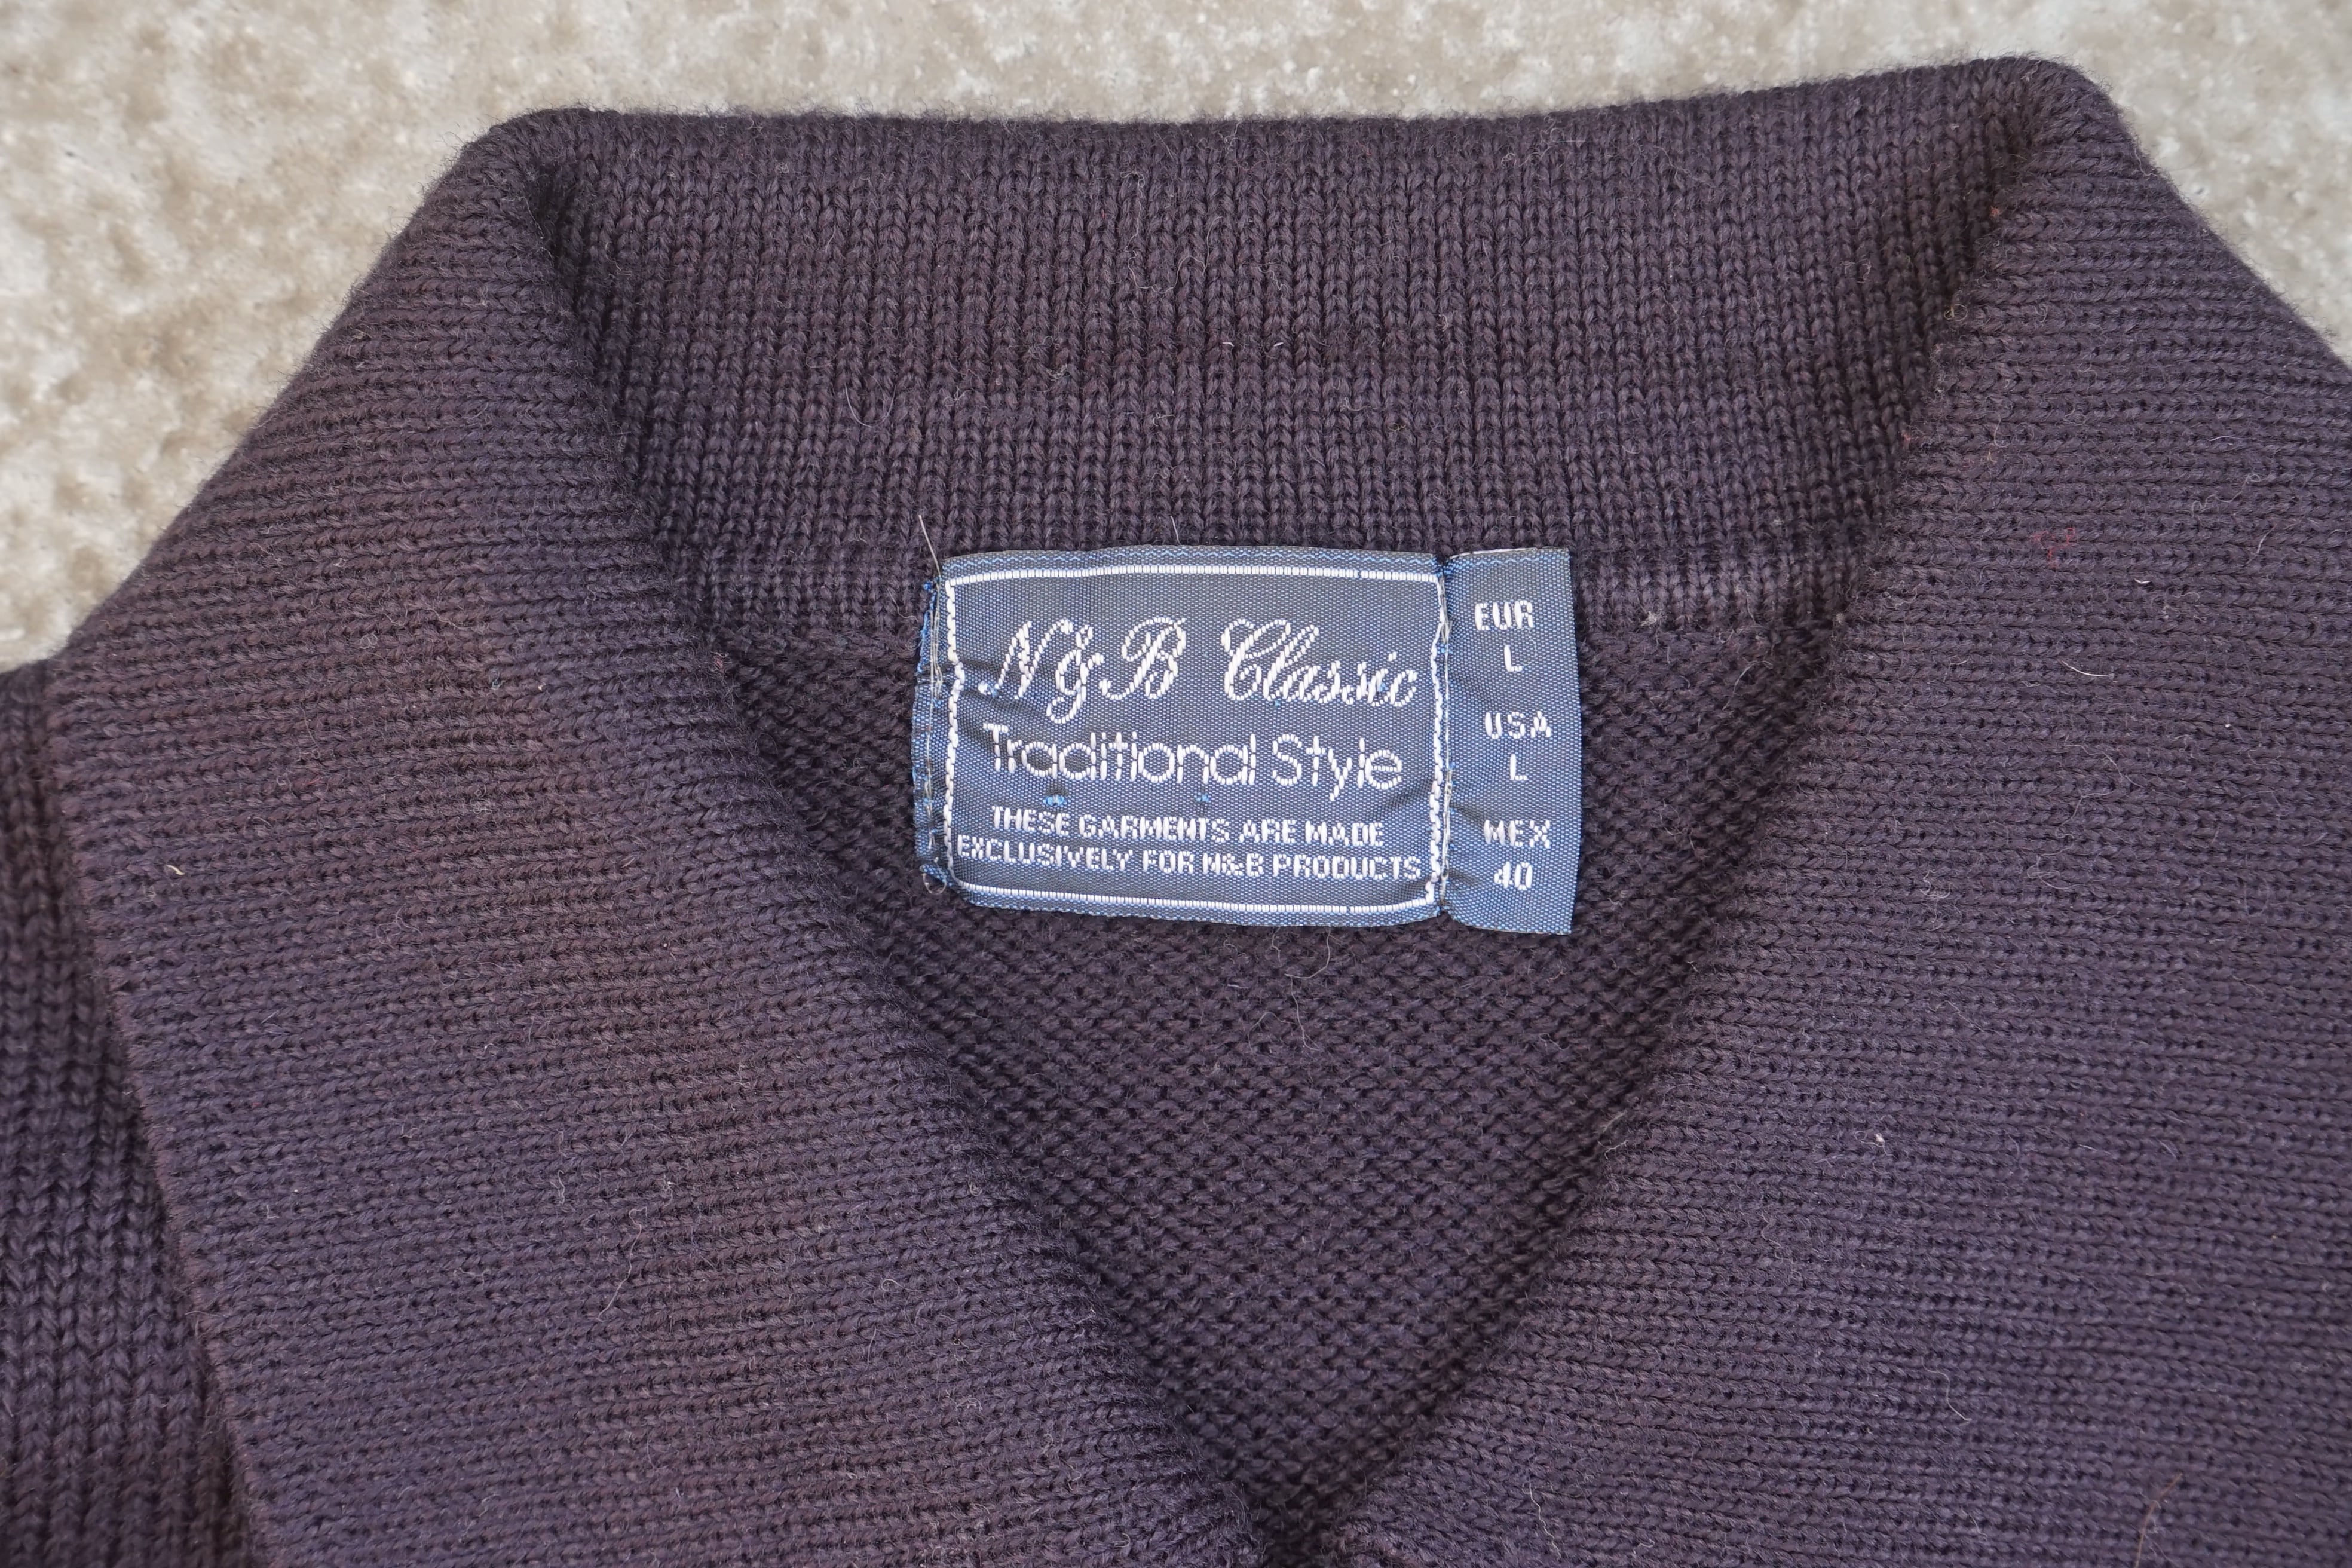 N&B Classic
Traditional Style
THESE GARMENTS ARE MADE
EXCLUSIVELY FOR N&B PRODUCTS
EUR
L
USA
L
MEX
40